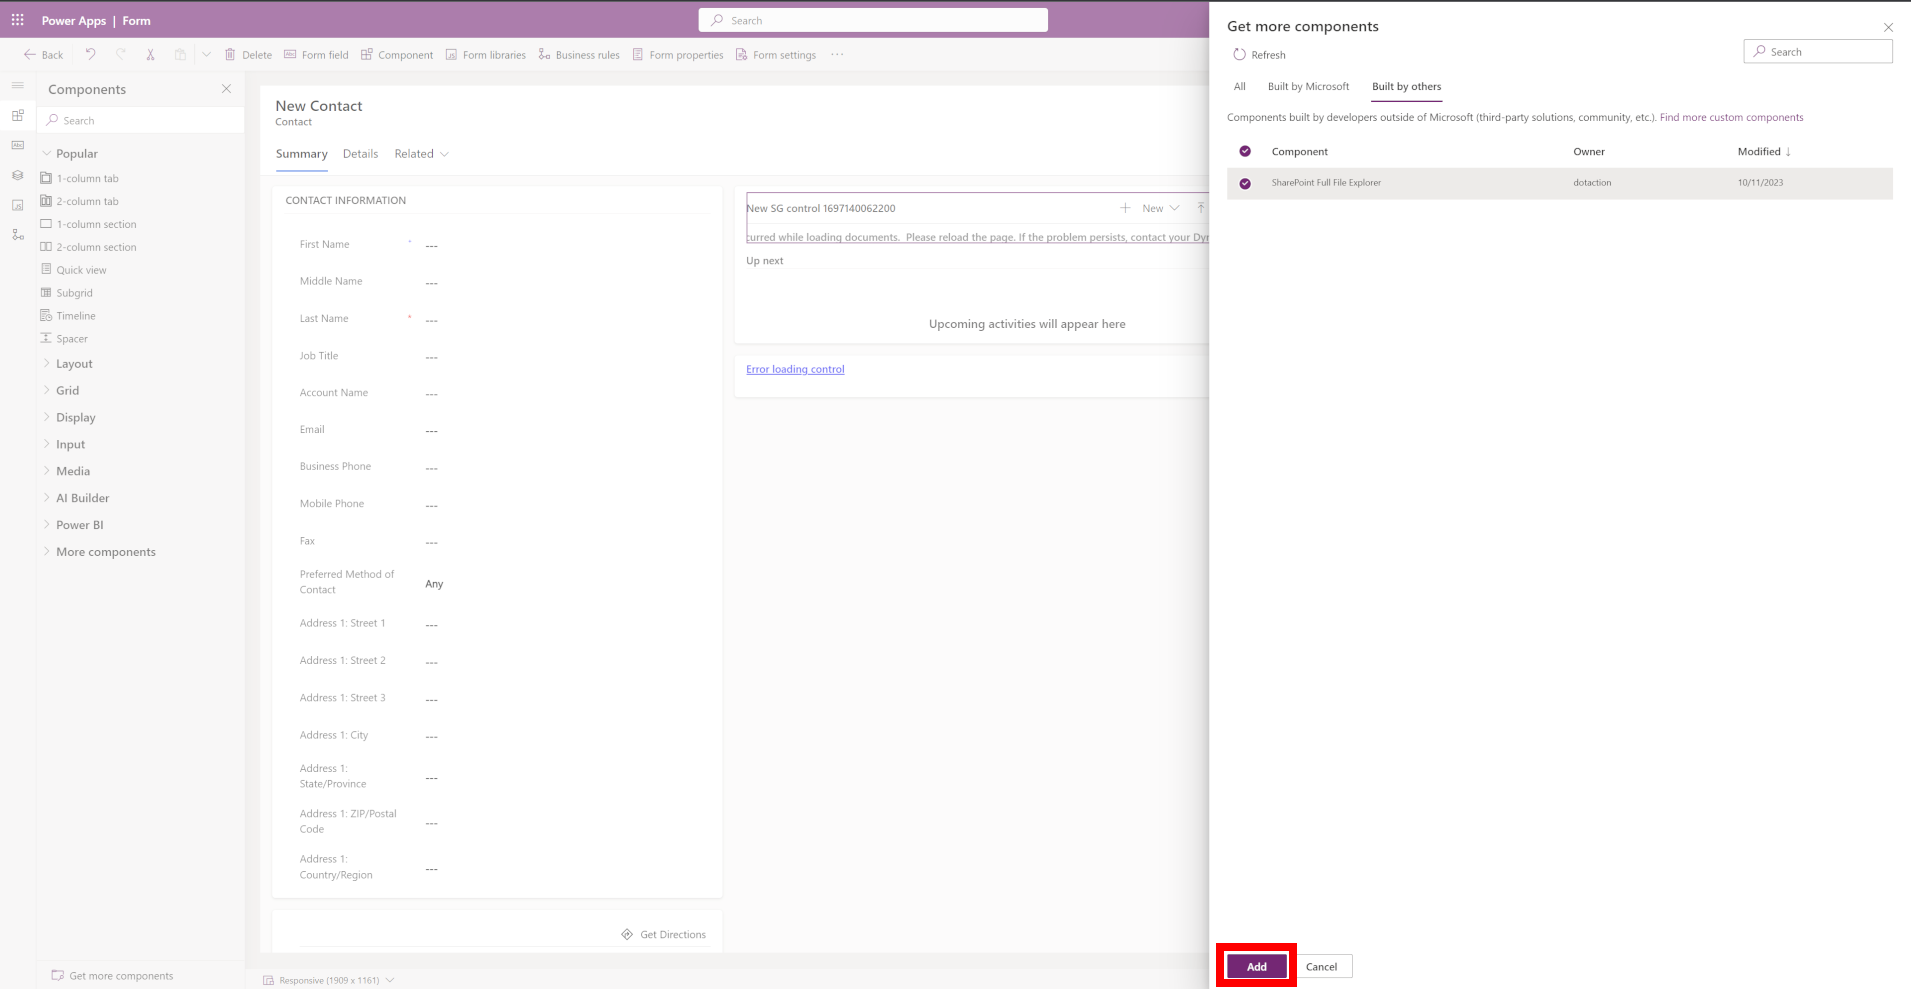 Power Apps | Form
Search
Back
Delete
Form field
Component
Form libraries
Business rules
Form properties
Form settings
Components
Search
Popular
1-column tab
2-column tab
1-column section
2-column section
Quick view
Subgrid
Timeline
Spacer
Layout
Grid
Display
Input
Media
AI Builder
Power BI
More components
Get more components
New Contact
Contact
Summary Details Related
CONTACT INFORMATION
First Name * ---
Middle Name ---
Last Name * ---
Job Title ---
Account Name ---
Email ---
Business Phone ---
Mobile Phone ---
Fax ---
Preferred Method of
Contact
Any
Address 1: Street 1 ---
Address 1: Street 2 ---
Address 1: Street 3 ---
Address 1: City ---
Address 1:
State/Province
---
Address 1: ZIP/Postal
Code
---
Address 1:
Country/Region
---
Get Directions
Responsive (1909 x 1161)
New SG control 1697140062200
New
curred while loading documents. Please reload the page. If the problem persists, contact your Dyn
Up next
Upcoming activities will appear here
Error loading control
Get more components
Refresh
Search
All Built by Microsoft Built by others
Components built by developers outside of Microsoft (third-party solutions, community, etc.). Find more custom components
Component Owner Modified ↓
SharePoint Full File Explorer dotaction 10/11/2023
Add Cancel